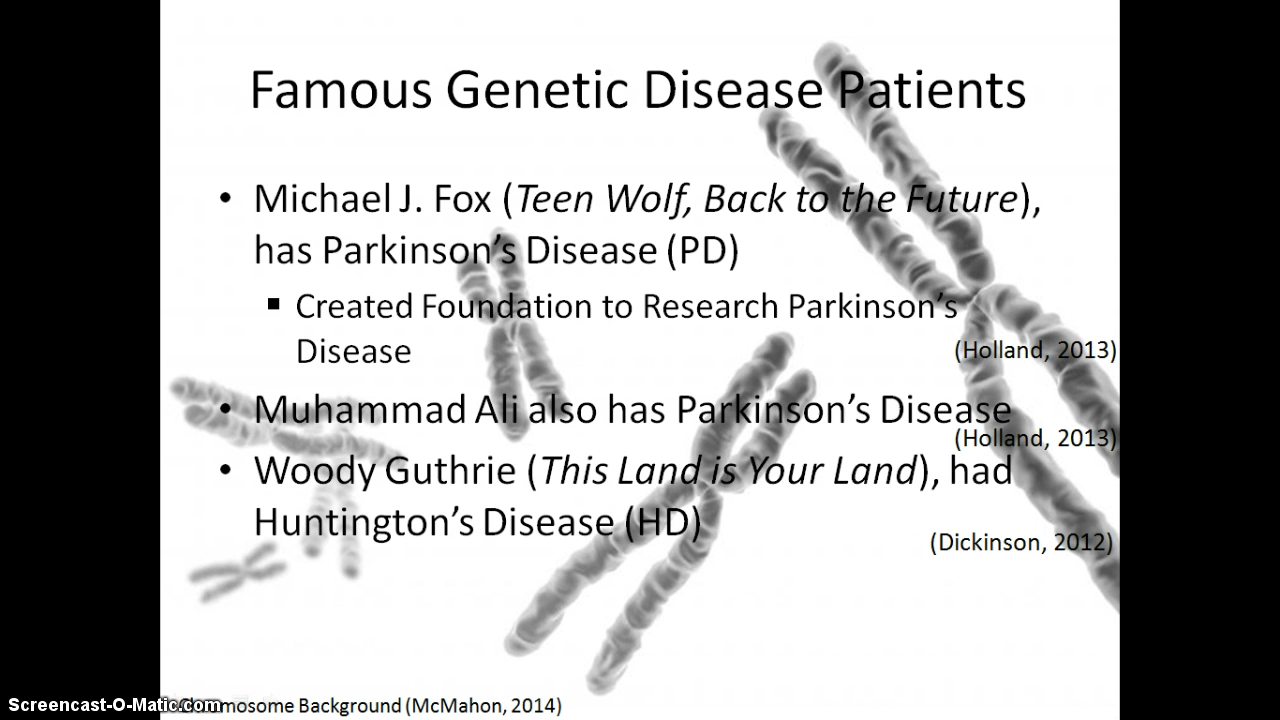 Famous Genetic Disease Patients
• Michael J. Fox (Teen Wolf, Back to the Future),
has Parkinson's Disease (PD)
▪ Created Foundation to Research Parkinson's
Disease
(Holland, 2013)
• Muhammad Ali also has Parkinson's Disease
(Holland, 2013)
• Woody Guthrie (This Land is Your Land), had
Huntington's Disease (HD)
(Dickinson, 2012)
Screencast-O-Matic.com
Background (McMahon, 2014)